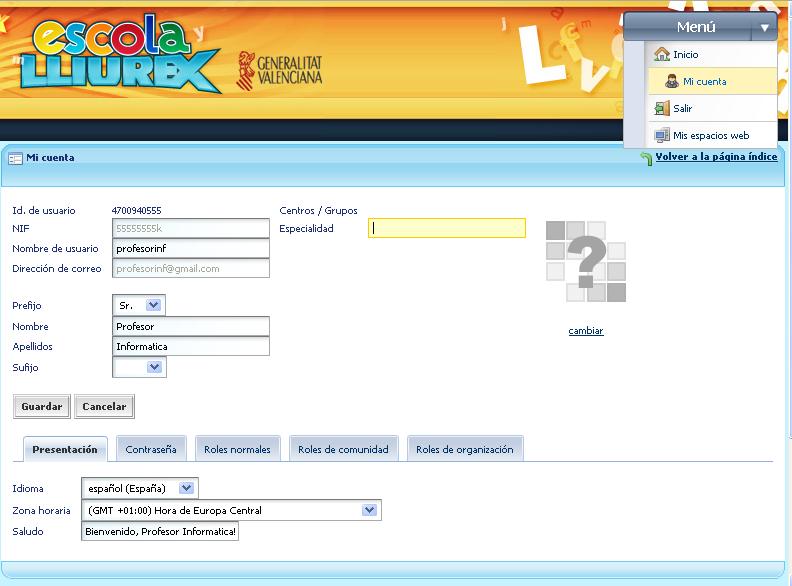 escola
LLIUREX
GENERALITAT
VALENCIANA
Menú
Inicio
Mi cuenta
Salir
Mis espacios web
Mi cuenta
Volver a la página índice
Id. de usuario 4700940555
Centros / Grupos
NIF 55555555k
Especialidad
Nombre de usuario profesorinf
Dirección de correo profesorinf@gmail.com
?
cambiar
Prefijo Sr.
Nombre Profesor
Apellidos Informatica
Sufijo
Guardar Cancelar
Presentación Contraseña Roles normales Roles de comunidad Roles de organización
Idioma español (España)
Zona horaria (GMT +01:00) Hora de Europa Central
Saludo Bienvenido, Profesor Informatica!